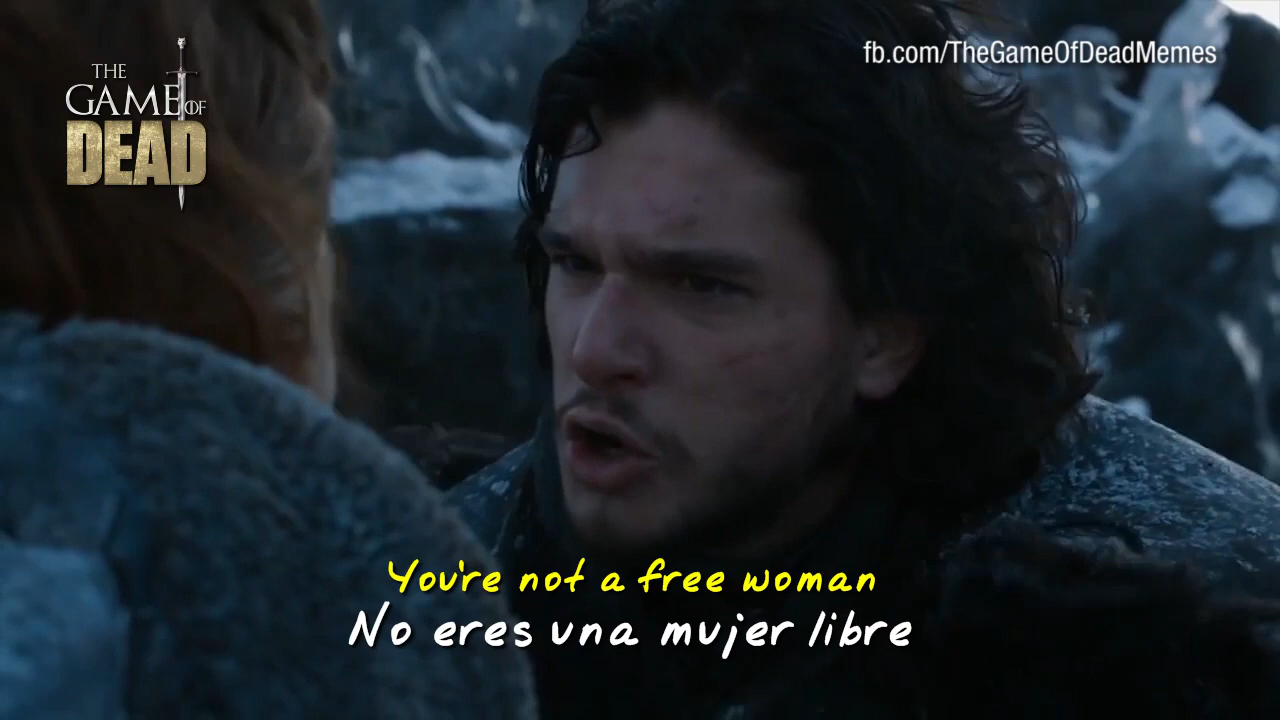 THE
GAME OF
DEAD
fb.com/TheGameOfDeadMemes
You're not a free woman
No eres una mujer libre